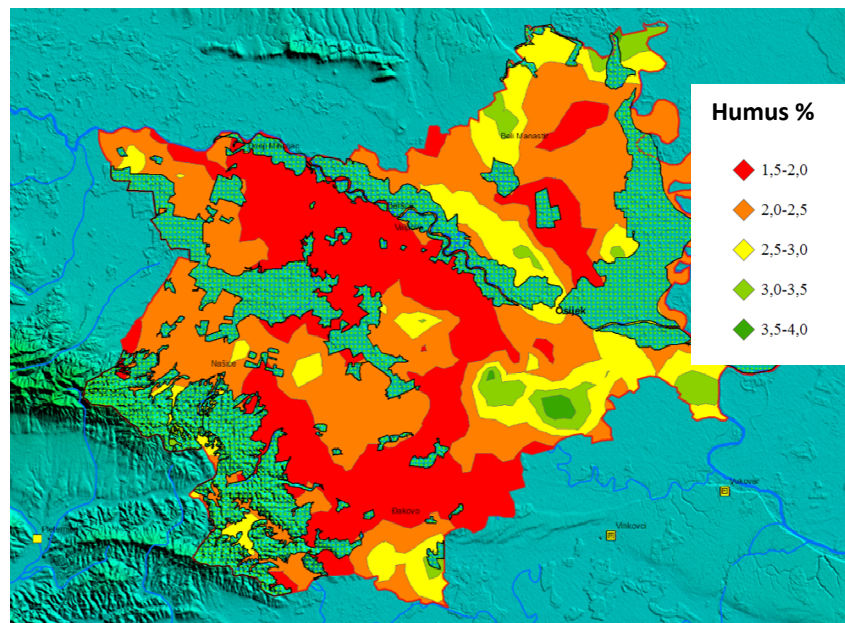 Humus %
1,5-2,0
2,0-2,5
2,5-3,0
3,0-3,5
3,5-4,0
Beli Manastir
Osijek
Našice
Đakovo
Vukovar
Vinkovci